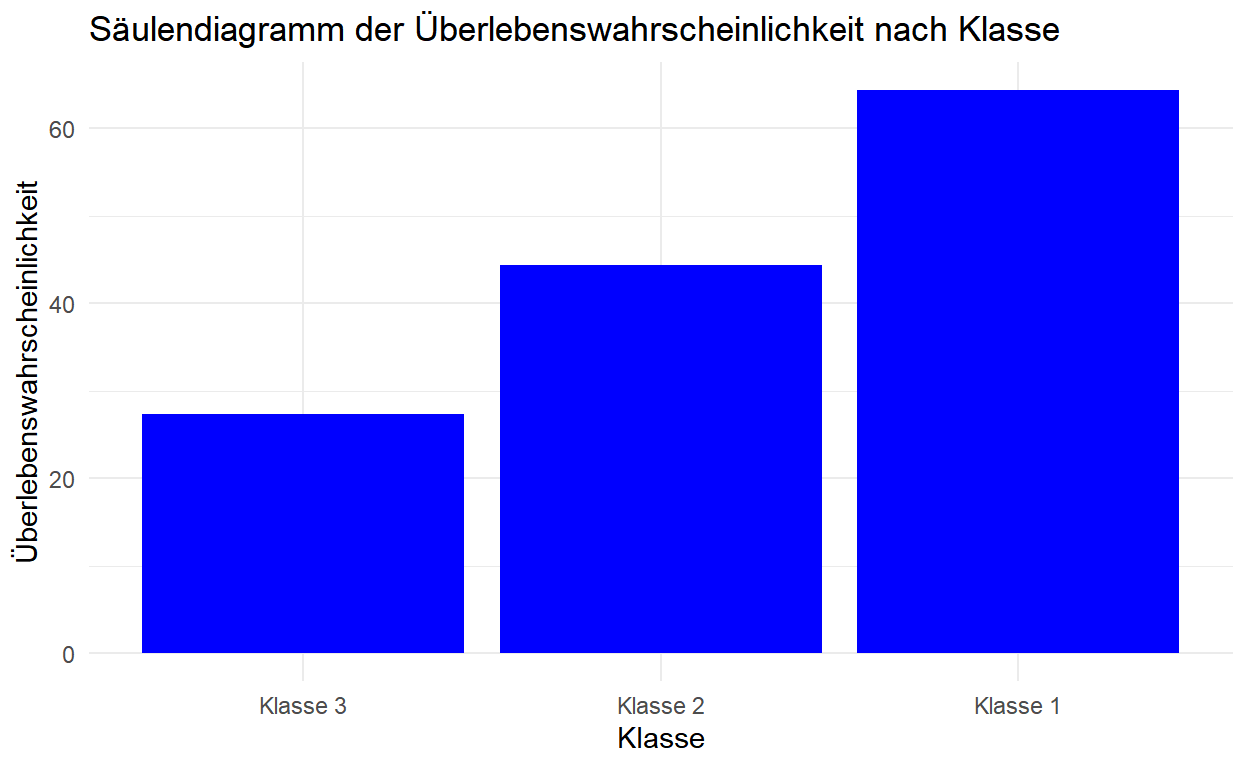 Säulendiagramm der Überlebenswahrscheinlichkeit nach Klasse
Überlebenswahrscheinlichkeit
60
40
20
0
Klasse 3
Klasse 2
Klasse 1
Klasse